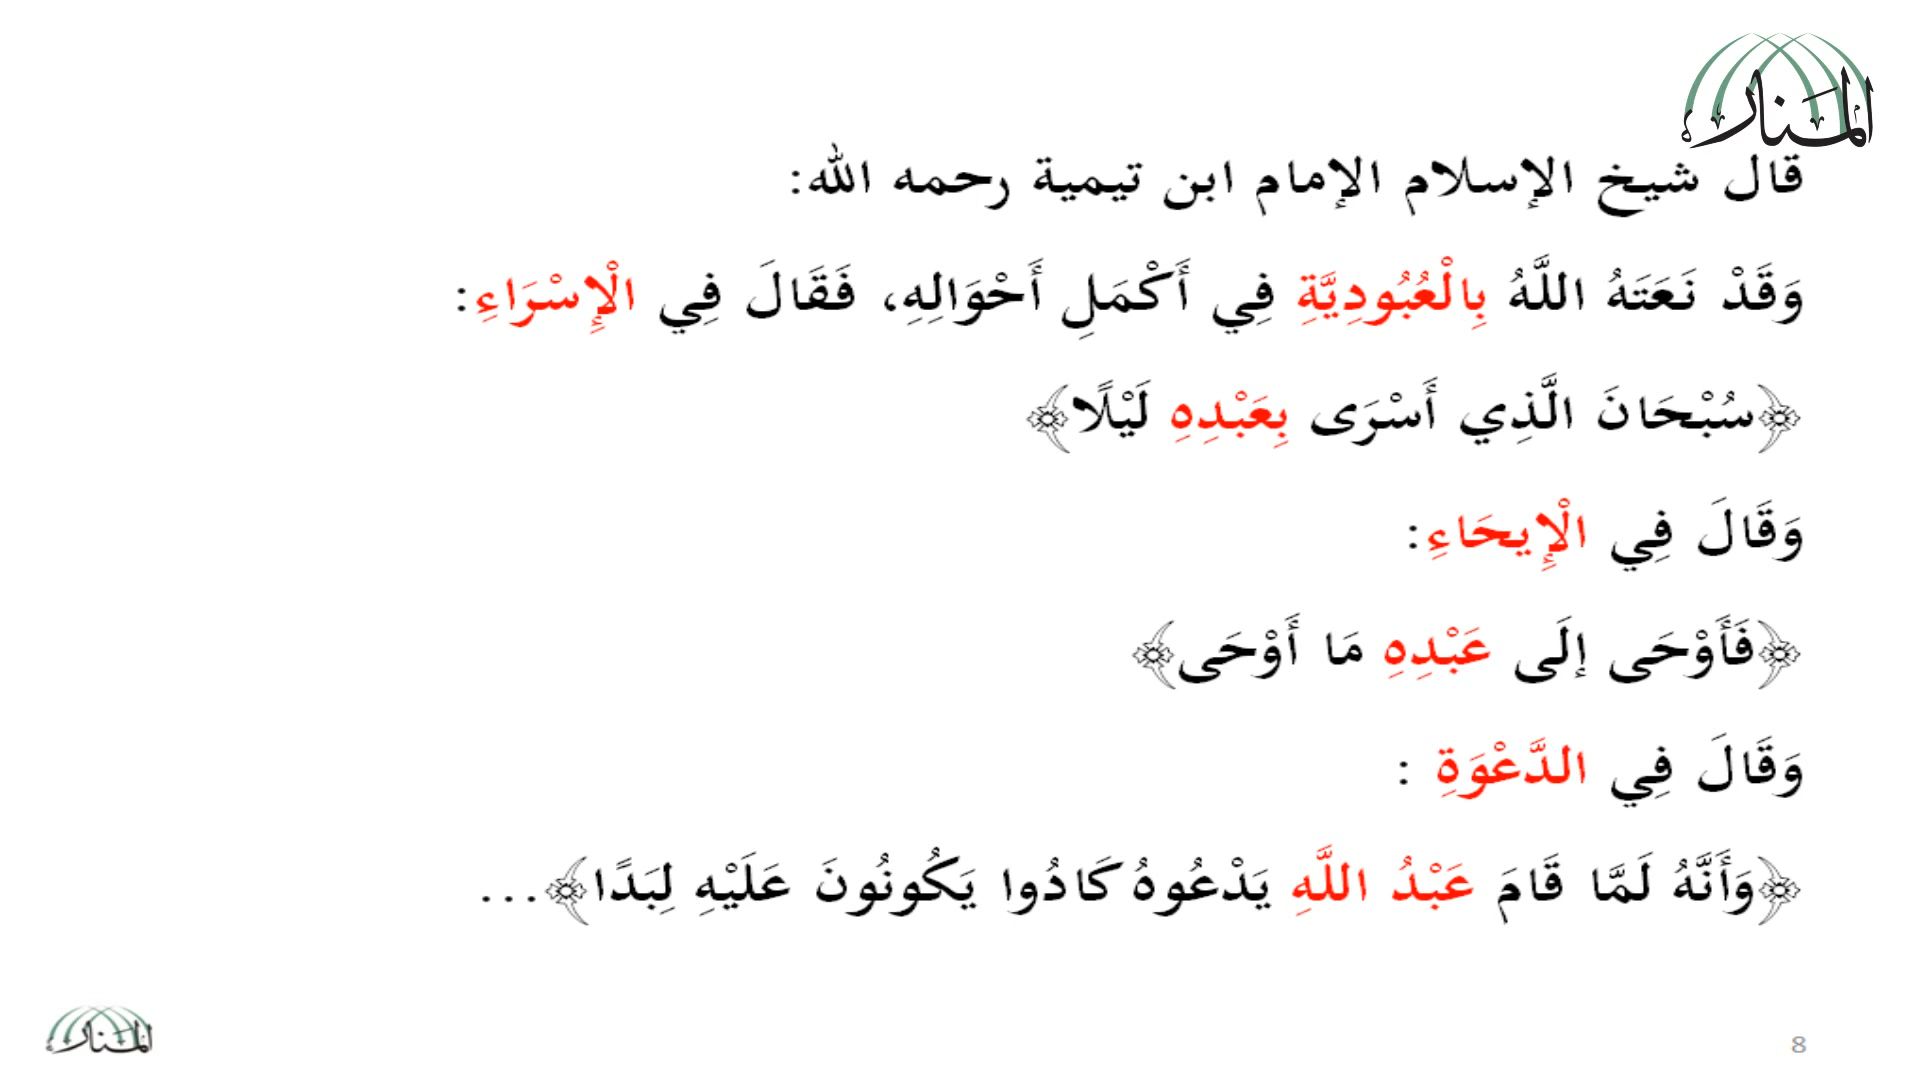 المنار
قال شيخ الإسلام الإمام ابن تيمية رحمه الله:
وَقَدْ نَعَتَهُ اللَّهُ بِالْعُبُودِيَّةِ فِي أَكْمَلِ أَحْوَالِهِ، فَقَالَ فِي الْإِسْرَاءِ:
﴿سُبْحَانَ الَّذِي أَسْرَى بِعَبْدِهِ لَيْلًا﴾
وَقَالَ فِي الْإِيحَاءِ:
﴿فَأَوْحَى إلَى عَبْدِهِ مَا أَوْحَى﴾
وَقَالَ فِي الدَّعْوَةِ :
﴿وَأَنَّهُ لَمَّا قَامَ عَبْدُ اللَّهِ يَدْعُوهُ كَادُوا يَكُونُونَ عَلَيْهِ لِبَدًا﴾...
المنار
8